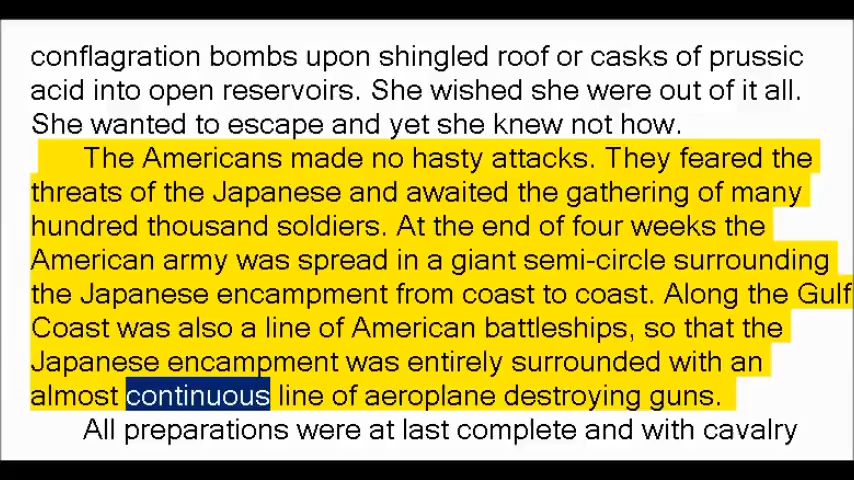 conflagration bombs upon shingled roof or casks of prussic
acid into open reservoirs. She wished she were out of it all.
She wanted to escape and yet she knew not how.
The Americans made no hasty attacks. They feared the
threats of the Japanese and awaited the gathering of many
hundred thousand soldiers. At the end of four weeks the
American army was spread in a giant semi-circle surrounding
the Japanese encampment from coast to coast. Along the Gulf
Coast was also a line of American battleships, so that the
Japanese encampment was entirely surrounded with an
almost continuous line of aeroplane destroying guns.
All preparations were at last complete and with cavalry